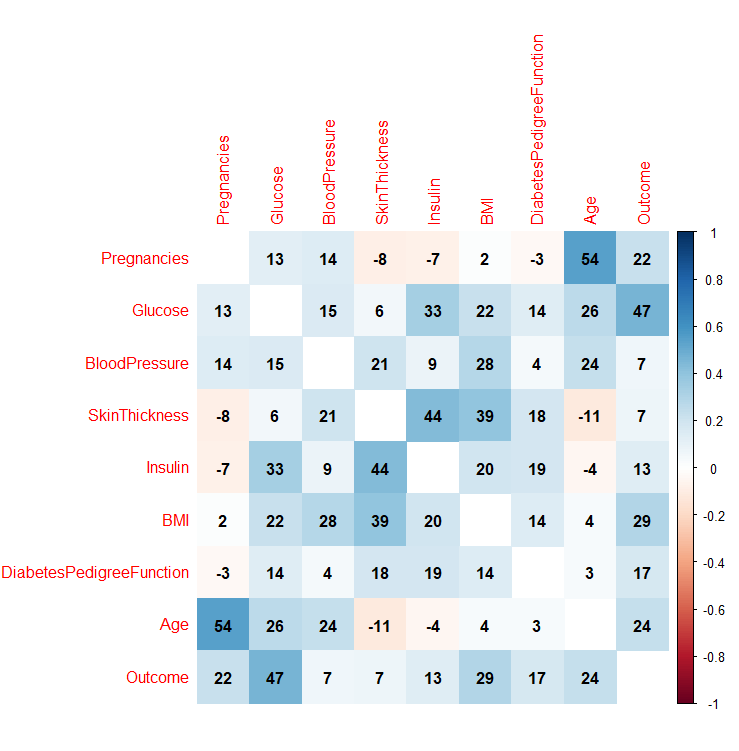 Pregnancies
Glucose
BloodPressure
SkinThickness
Insulin
BMI
DiabetesPedigreeFunction
Age
Outcome
Pregnancies 13 14 -8 -7 2 -3 54 22
Glucose 13 15 6 33 22 14 26 47
BloodPressure 14 15 21 9 28 4 24 7
SkinThickness -8 6 21 44 39 18 -11 7
Insulin -7 33 9 44 20 19 -4 13
BMI 2 22 28 39 20 14 4 29
DiabetesPedigreeFunction -3 14 4 18 19 14 3 17
Age 54 26 24 -11 -4 4 3 24
Outcome 22 47 7 7 13 29 17 24
1
0.8
0.6
0.4
0.2
0
-0.2
-0.4
-0.6
-0.8
-1